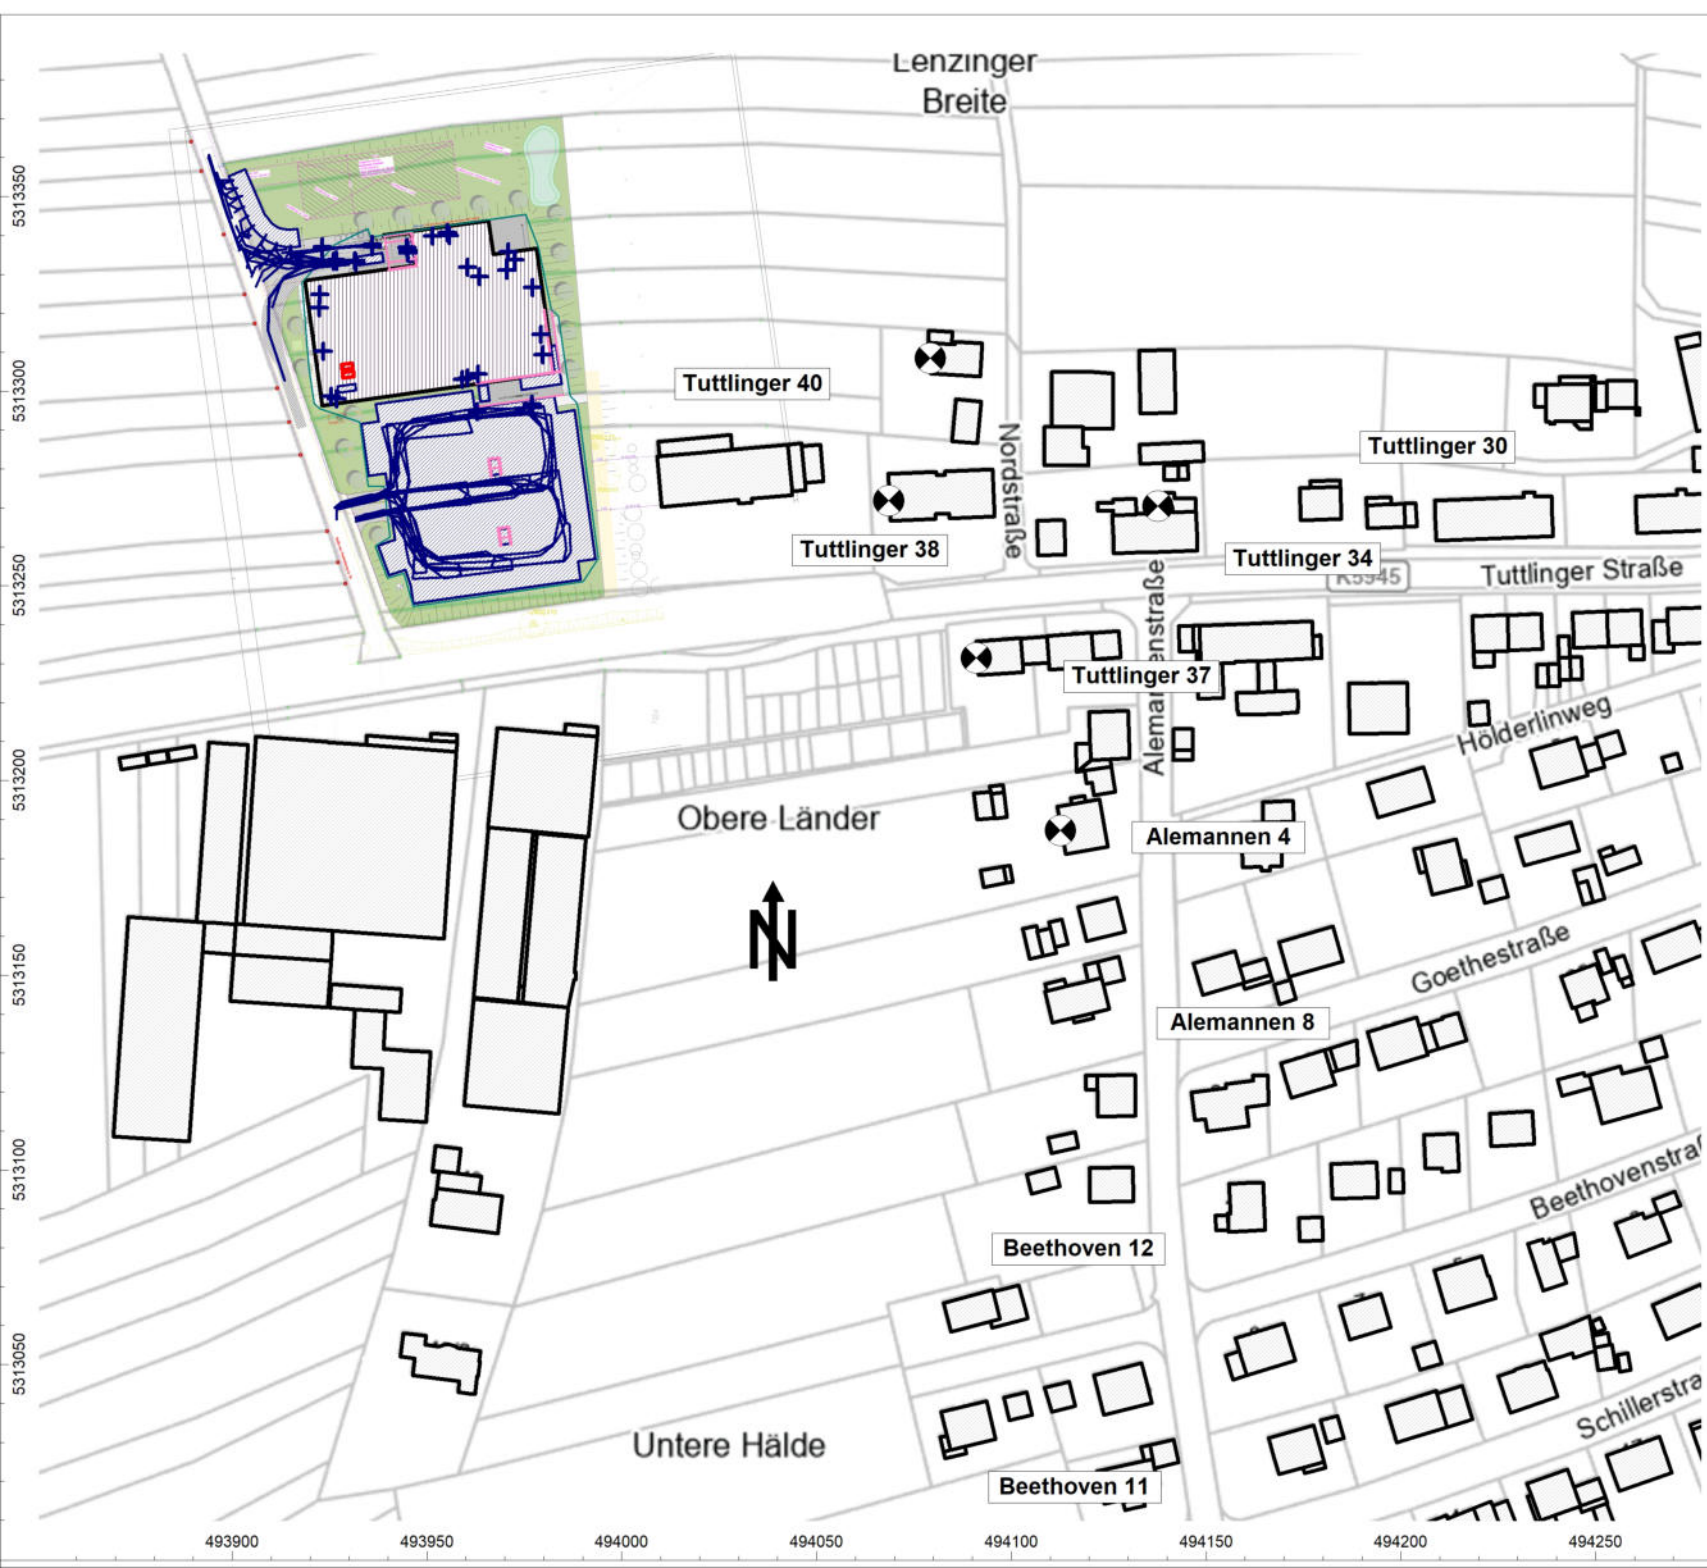 Lenzinger
Breite
5313350
5313300
5313250
5313200
5313150
5313100
5313050
Tuttlinger 40
Nordstraße
Tuttlinger 30
Tuttlinger 38
Tuttlinger 34
K5945
Tuttlinger Straße
Alemannenstraße
Tuttlinger 37
Hölderlinweg
Obere Länder
Alemannen 4
N
Goethestraße
Alemannen 8
Beethovenstraß
Beethoven 12
Schillerstra
Untere Hälde
Beethoven 11
493900
493950
494000
494050
494100
494150
494200
494250